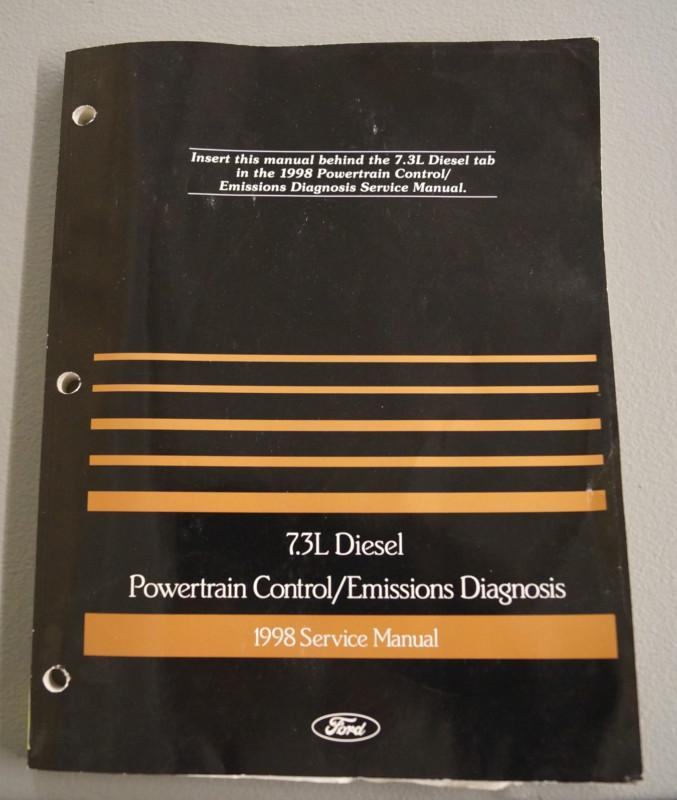 Insert this manual behind the 7.3L Diesel tab
in the 1998 Powertrain Control/
Emissions Diagnosis Service Manual.
7.3L Diesel
Powertrain Control/Emissions Diagnosis
1998 Service Manual
Ford